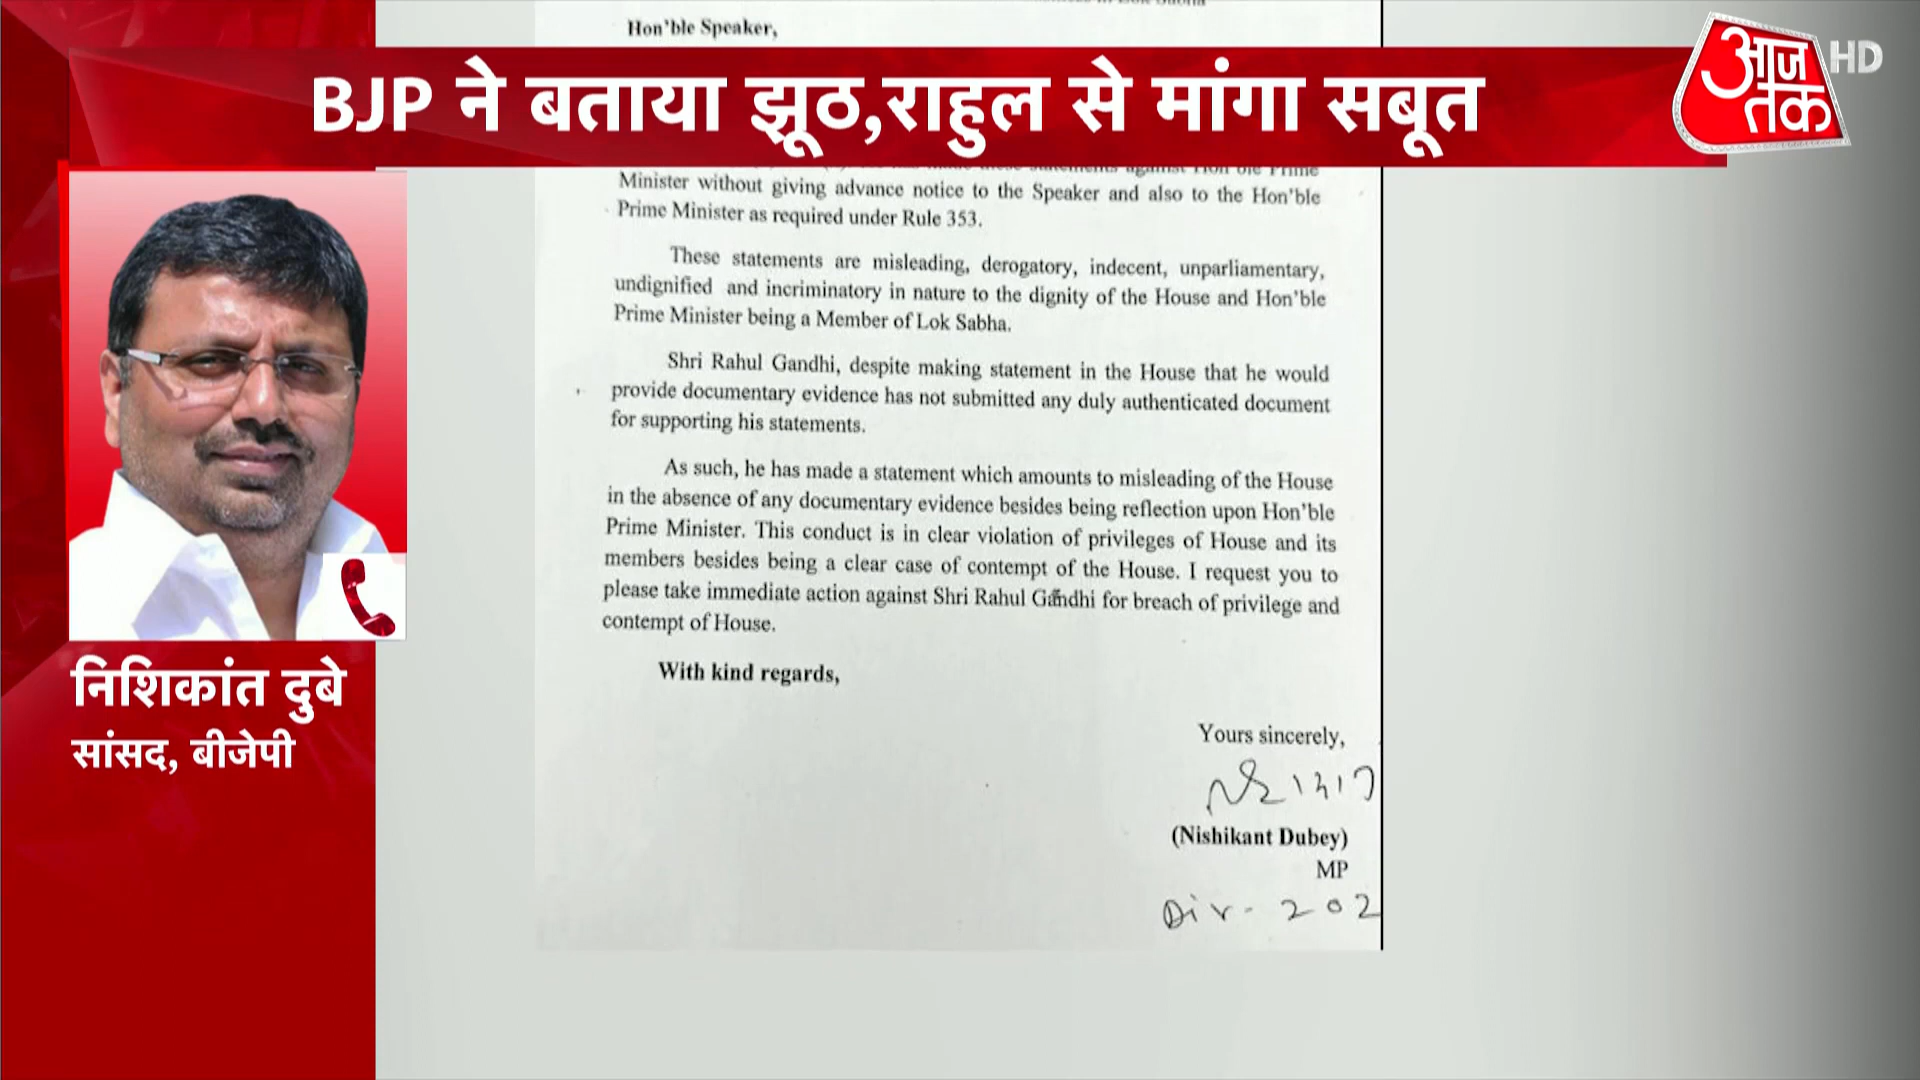 Hon'ble Speaker,
BJP ने बताया झूठ,राहुल से मांगा सबूत
आज तक HD
Minister without giving advance notice to the Speaker and also to the Hon'ble
Prime Minister as required under Rule 353.
These statements are misleading, derogatory, indecent, unparliamentary,
undignified and incriminatory in nature to the dignity of the House and Hon'ble
Prime Minister being a Member of Lok Sabha.
Shri Rahul Gandhi, despite making statement in the House that he would
provide documentary evidence has not submitted any duly authenticated document
for supporting his statements.
As such, he has made a statement which amounts to misleading of the House
in the absence of any documentary evidence besides being reflection upon Hon'ble
Prime Minister. This conduct is in clear violation of privileges of House and its
members besides being a clear case of contempt of the House. I request you to
please take immediate action against Shri Rahul Gandhi for breach of privilege and
contempt of House.
With kind regards,
Yours sincerely,
(Nishikant Dubey)
MP
Div - 202
निशिकांत दुबे
सांसद, बीजेपी